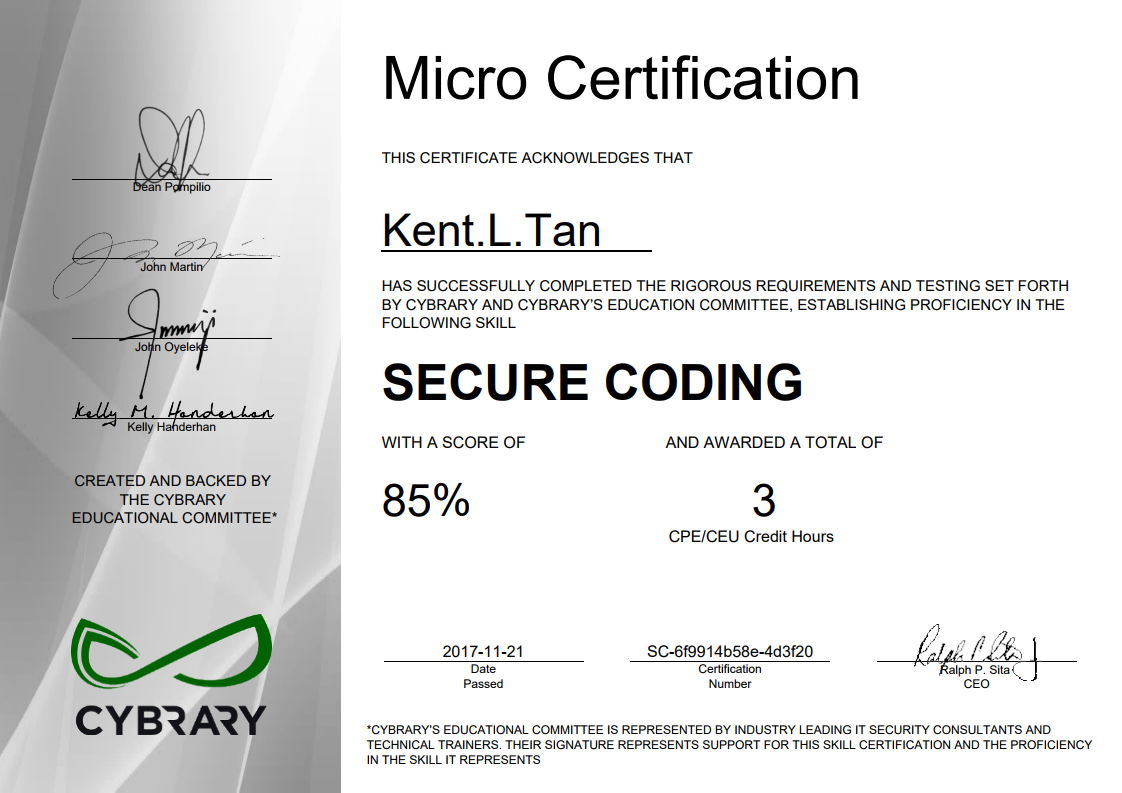 Micro Certification
THIS CERTIFICATE ACKNOWLEDGES THAT
Kent.L.Tan
HAS SUCCESSFULLY COMPLETED THE RIGOROUS REQUIREMENTS AND TESTING SET FORTH
BY CYBRARY AND CYBRARY'S EDUCATION COMMITTEE, ESTABLISHING PROFICIENCY IN THE
FOLLOWING SKILL
SECURE CODING
WITH A SCORE OF
AND AWARDED A TOTAL OF
85%
3
CPE/CEU Credit Hours
2017-11-21
Date
Passed
SC-6f9914b58e-4d3f20
Certification
Number
Ralph P. Sita
Ralph P. Sita
CEO
*CYBRARY'S EDUCATIONAL COMMITTEE IS REPRESENTED BY INDUSTRY LEADING IT SECURITY CONSULTANTS AND
TECHNICAL TRAINERS. THEIR SIGNATURE REPRESENTS SUPPORT FOR THIS SKILL CERTIFICATION AND THE PROFICIENCY
IN THE SKILL IT REPRESENTS
Dean Pompilio
John Martin
John Oyeleke
Kelly M. Handerhan
Kelly Handerhan
CREATED AND BACKED BY
THE CYBRARY
EDUCATIONAL COMMITTEE*
CYBRARY